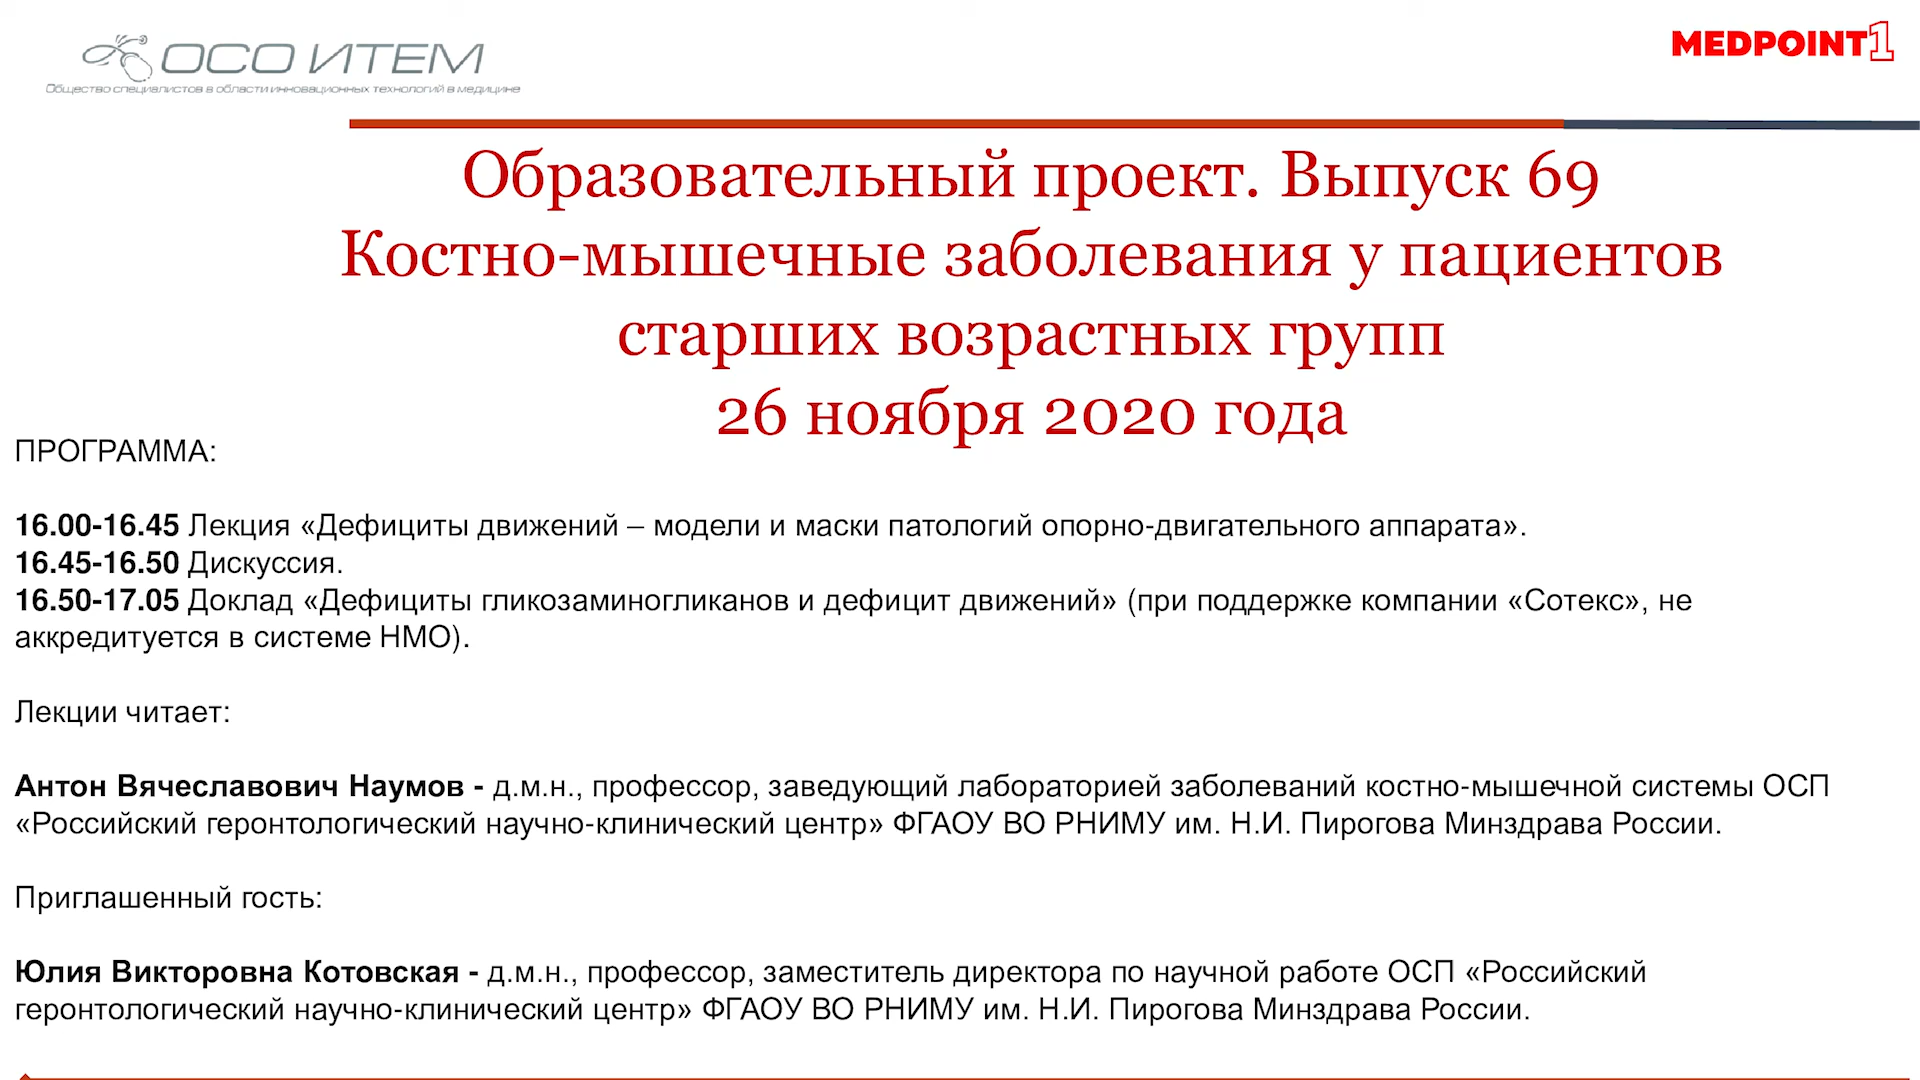 ОСО ИТЕМ
Общество специалистов в области инновационных технологий в медицине
MEDPOINT1
Образовательный проект. Выпуск 69
Костно-мышечные заболевания у пациентов
старших возрастных групп
26 ноября 2020 года
ПРОГРАММА:
16.00-16.45 Лекция «Дефициты движений – модели и маски патологий опорно-двигательного аппарата».
16.45-16.50 Дискуссия.
16.50-17.05 Доклад «Дефициты гликозаминогликанов и дефицит движений» (при поддержке компании «Сотекс», не
аккредитуется в системе НМО).
Лекции читает:
Антон Вячеславович Наумов - д.м.н., профессор, заведующий лабораторией заболеваний костно-мышечной системы ОСП
«Российский геронтологический научно-клинический центр» ФГАОУ ВО РНИМУ им. Н.И. Пирогова Минздрава России.
Приглашенный гость:
Юлия Викторовна Котовская - д.м.н., профессор, заместитель директора по научной работе ОСП «Российский
геронтологический научно-клинический центр» ФГАОУ ВО РНИМУ им. Н.И. Пирогова Минздрава России.